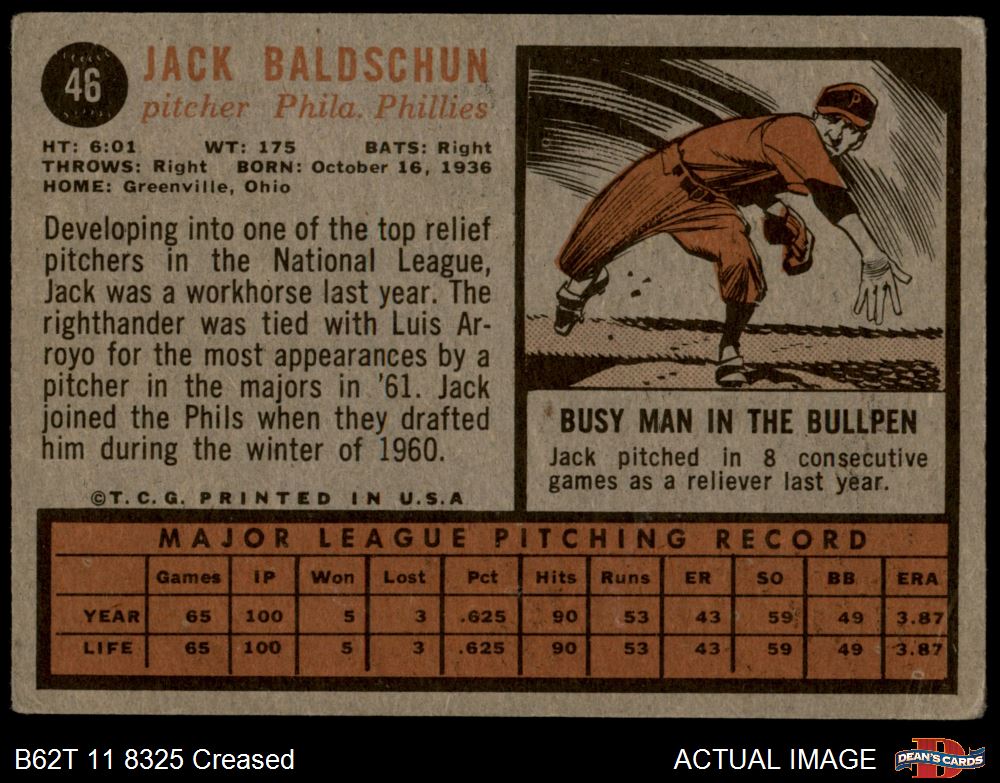 46
JACK BALDSCHUN
pitcher Phila. Phillies
HT: 6:01 WT: 175 BATS: Right
THROWS: Right BORN: October 16, 1936
HOME: Greenville, Ohio
Developing into one of the top relief
pitchers in the National League,
Jack was a workhorse last year. The
righthander was tied with Luis Ar-
royo for the most appearances by a
pitcher in the majors in '61. Jack
joined the Phils when they drafted
him during the winter of 1960.
©T.C.G. PRINTED IN U.S.A
P
BUSY MAN IN THE BULLPEN
Jack pitched in 8 consecutive
games as a reliever last year.
MAJOR LEAGUE PITCHING RECORD
Games IP Won Lost Pct Hits Runs ER SO BB ERA
YEAR 65 100 5 3 .625 90 53 43 59 49 3.87
LIFE 65 100 5 3 .625 90 53 43 59 49 3.87
B62T 11 8325 Creased
ACTUAL IMAGE
D
DEAN'S CARDS